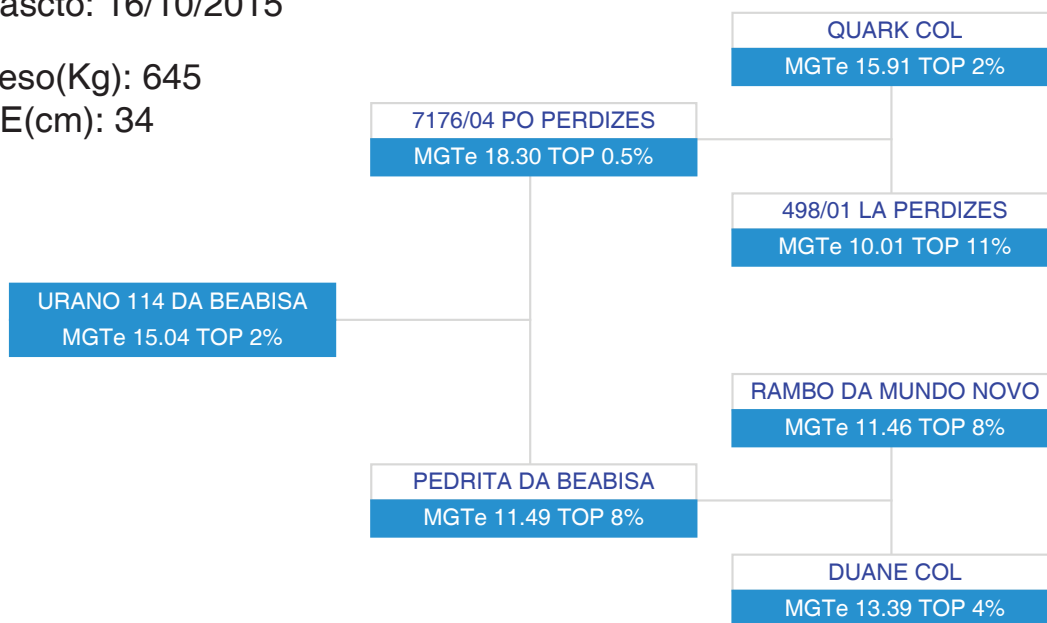 ascto: 16/10/2015
eso(Kg): 645
E(cm): 34
QUARK COL
MGTe 15.91 TOP 2%
7176/04 PO PERDIZES
MGTe 18.30 TOP 0.5%
498/01 LA PERDIZES
MGTe 10.01 TOP 11%
URANO 114 DA BEABISA
MGTe 15.04 TOP 2%
RAMBO DA MUNDO NOVO
MGTe 11.46 TOP 8%
PEDRITA DA BEABISA
MGTe 11.49 TOP 8%
DUANE COL
MGTe 13.39 TOP 4%